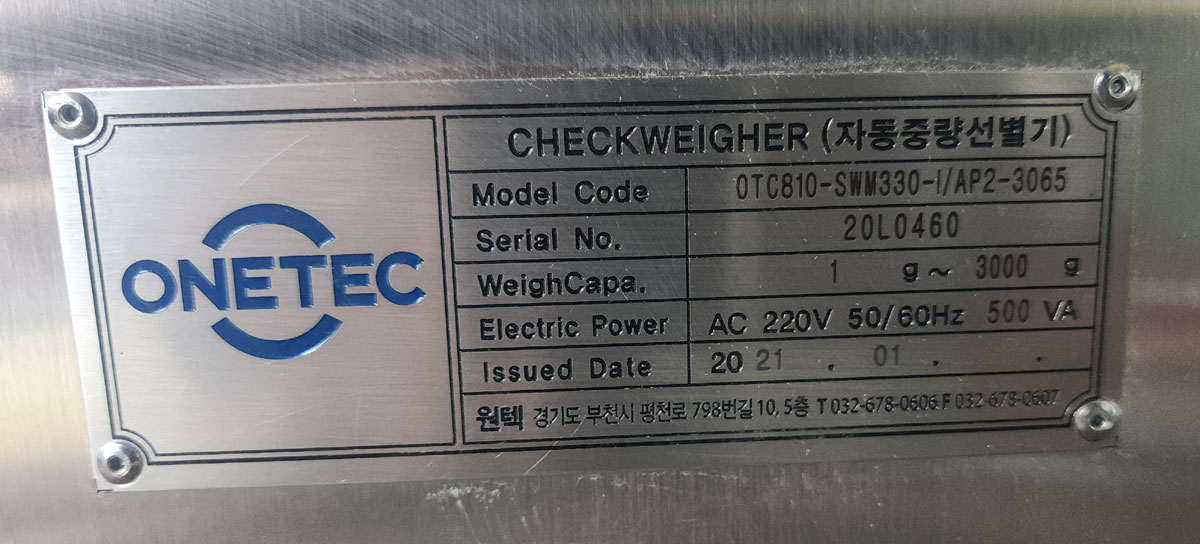 ONETEC
CHECKWEIGHER (자동중량선별기)
Model Code OTC810-SWM330-I/AP2-3065
Serial No. 20L0460
WeighCapa. 1 g ~ 3000 g
Electric Power AC 220V 50/60Hz 500 VA
Issued Date 2021 . 01 . .
원텍 경기도 부천시 평천로 798번길 10, 5층 T 032-678-0606 F 032-678-0607